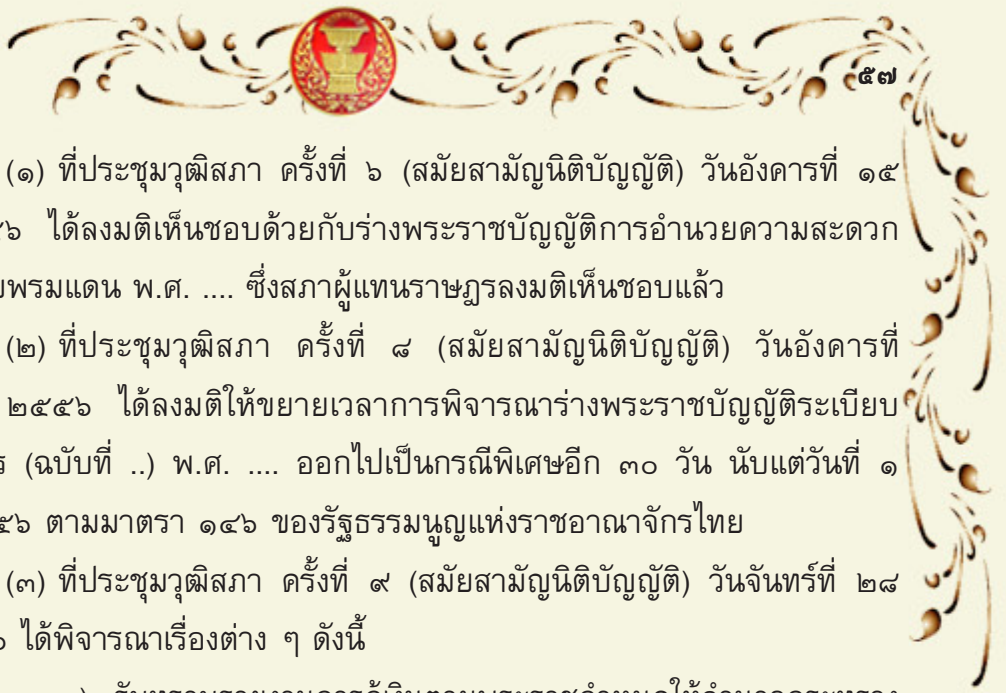 ๕๗
(๑) ที่ประชุมวุฒิสภา ครั้งที่ ๖ (สมัยสามัญนิติบัญญัติ) วันอังคารที่ ๑๕
ได้ลงมติเห็นชอบด้วยกับร่างพระราชบัญญัติการอำนวยความสะดวก
พรมแดน พ.ศ. .... ซึ่งสภาผู้แทนราษฎรลงมติเห็นชอบแล้ว
(๒) ที่ประชุมวุฒิสภา ครั้งที่ ๘ (สมัยสามัญนิติบัญญัติ) วันอังคารที่
๒๕๕๖ ได้ลงมติให้ขยายเวลาการพิจารณาร่างพระราชบัญญัติระเบียบ
(ฉบับที่ ..) พ.ศ. .... ออกไปเป็นกรณีพิเศษอีก ๓๐ วัน นับแต่วันที่ ๑
ตามมาตรา ๑๔๖ ของรัฐธรรมนูญแห่งราชอาณาจักรไทย
(๓) ที่ประชุมวุฒิสภา ครั้งที่ ๙ (สมัยสามัญนิติบัญญัติ) วันจันทร์ที่ ๒๘
ได้พิจารณาเรื่องต่าง ๆ ดังนี้